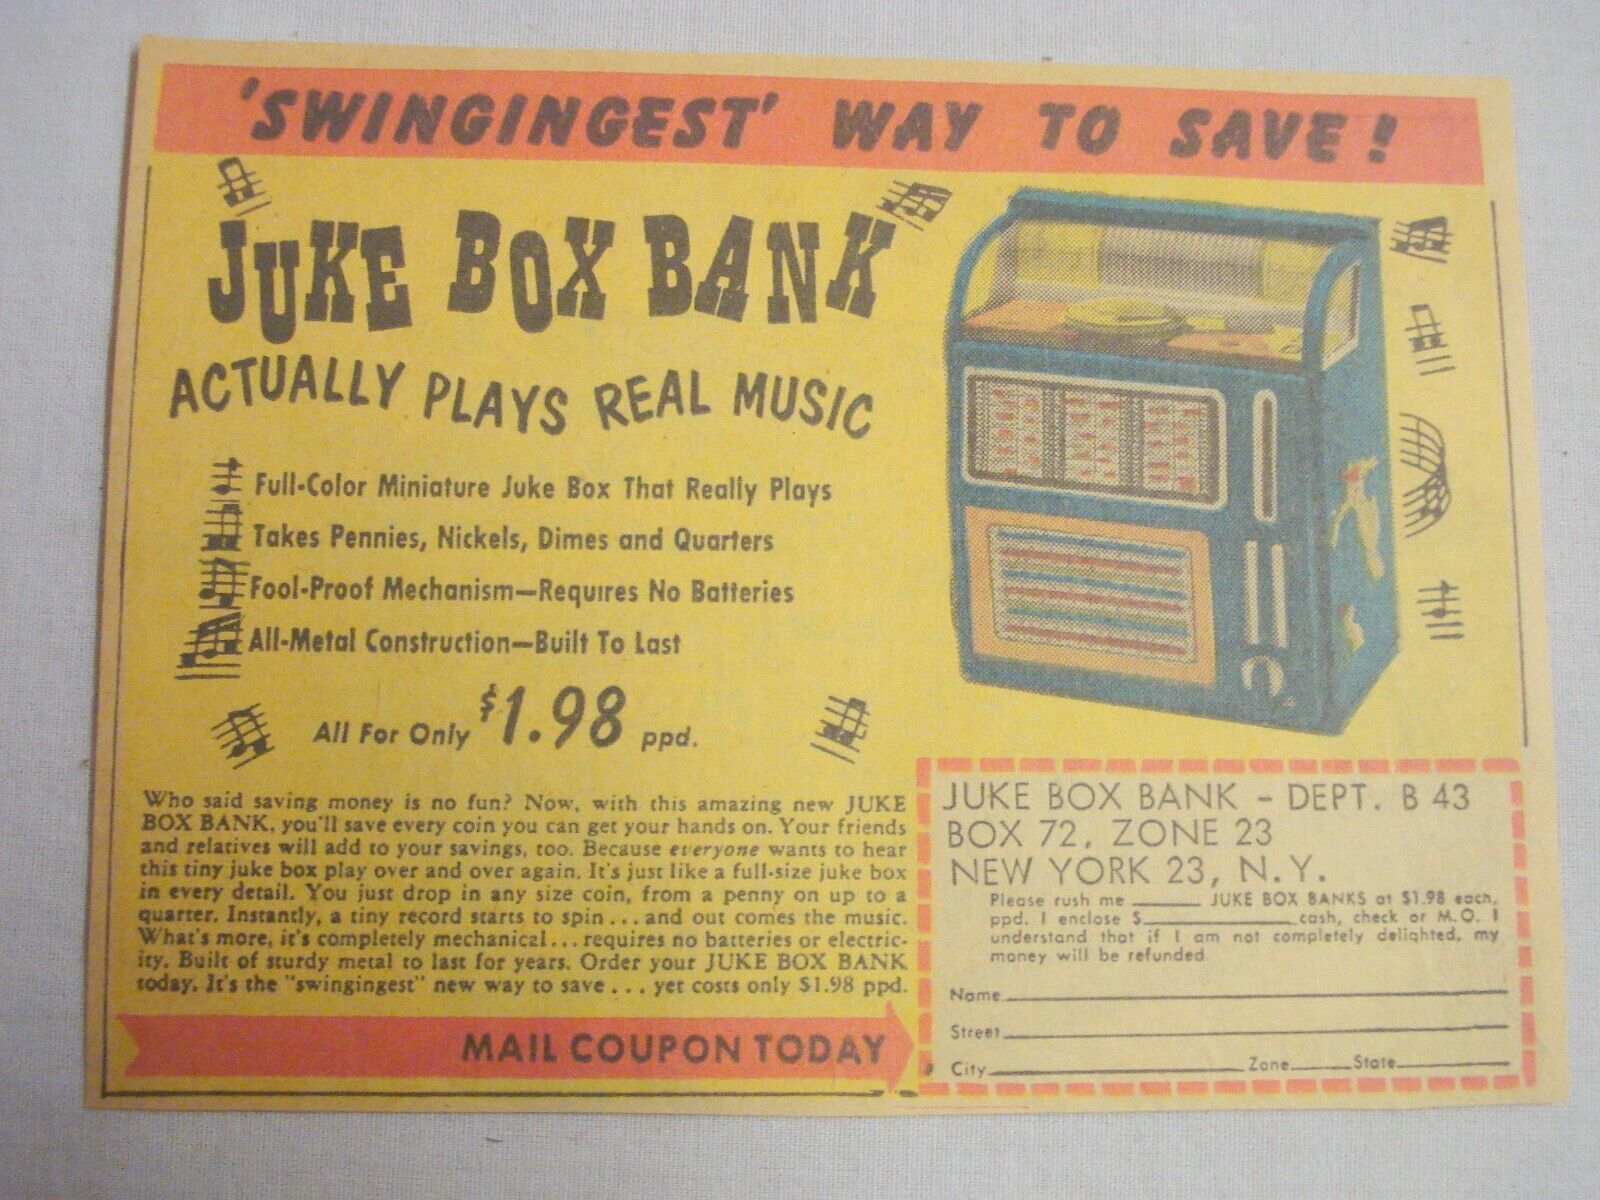 'SWINGINGEST' WAY TO SAVE!
JUKE BOX BANK
ACTUALLY PLAYS REAL MUSIC
Full-Color Miniature Juke Box That Really Plays
Takes Pennies, Nickels, Dimes and Quarters
Fool-Proof Mechanism—Requires No Batteries
All-Metal Construction—Built To Last
All For Only $1.98 ppd.
Who said saving money is no fun? Now, with this amazing new JUKE
BOX BANK, you'll save every coin you can get your hands on. Your friends
and relatives will add to your savings, too. Because everyone wants to hear
this tiny juke box play over and over again. It's just like a full-size juke box
in every detail. You just drop in any size coin, from a penny on up to a
quarter. Instantly, a tiny record starts to spin... and out comes the music.
What's more, it's completely mechanical... requires no batteries or electric-
ity. Built of sturdy metal to last for years. Order your JUKE BOX BANK
today. It's the "swingingest" new way to save... yet costs only $1.98 ppd.
MAIL COUPON TODAY
JUKE BOX BANK - DEPT. B 43
BOX 72, ZONE 23
NEW YORK 23, N.Y.
Please rush me ______ JUKE BOX BANKS at $1.98 each,
ppd. I enclose $______ cash, check or M.O. I
understand that if I am not completely delighted, my
money will be refunded
Name______
Street______
City______ Zone______ State______